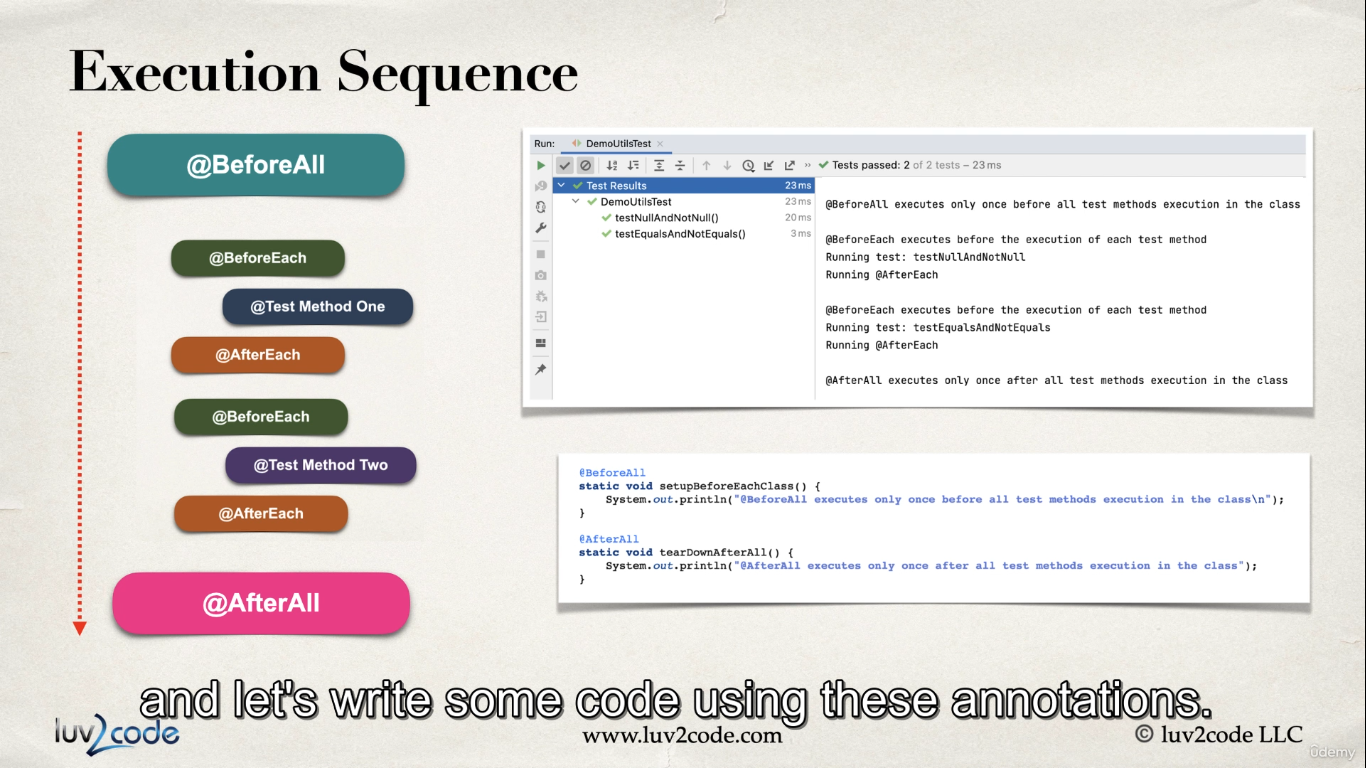 Execution Sequence
@BeforeAll
@BeforeEach
@Test Method One
@AfterEach
@BeforeEach
@Test Method Two
@AfterEach
@AfterAll
Run: DemoUtilsTest
Tests passed: 2 of 2 tests – 23 ms
Test Results 23 ms
DemoUtilsTest 23 ms
testNullAndNotNull() 20 ms
testEqualsAndNotEquals() 3 ms
@BeforeAll executes only once before all test methods execution in the class
@BeforeEach executes before the execution of each test method
Running test: testNullAndNotNull
Running @AfterEach
@BeforeEach executes before the execution of each test method
Running test: testEqualsAndNotEquals
Running @AfterEach
@AfterAll executes only once after all test methods execution in the class
@BeforeAll
static void setupBeforeEachClass() {
System.out.println("@BeforeAll executes only once before all test methods execution in the class\n");
}
@AfterAll
static void tearDownAfterAll() {
System.out.println("@AfterAll executes only once after all test methods execution in the class");
}
and let's write some code using these annotations.
luv2code
www.luv2code.com
© luv2code LLC
ûdemy